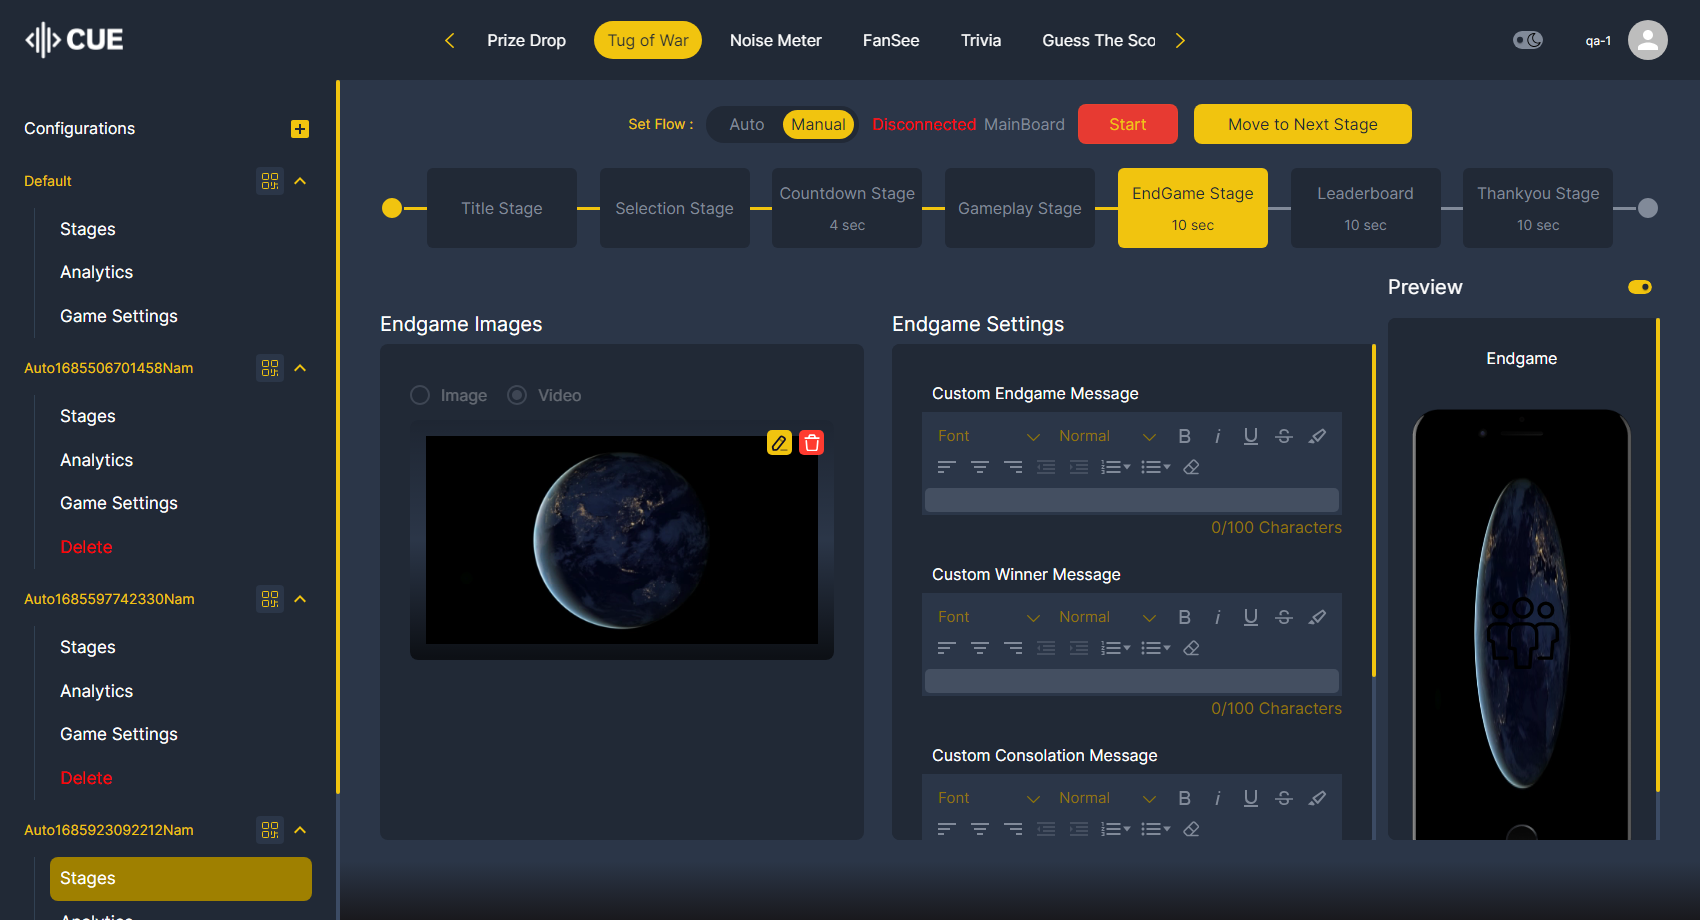 CUE
Prize Drop
Tug of War
Noise Meter
FanSee
Trivia
Guess The Sco
qa-1
Configurations
Default
Stages
Analytics
Game Settings
Auto1685506701458Nam
Stages
Analytics
Game Settings
Delete
Auto1685597742330Nam
Stages
Analytics
Game Settings
Delete
Auto1685923092212Nam
Stages
Analytics
Set Flow :
Auto
Manual
Disconnected MainBoard
Start
Move to Next Stage
Title Stage
Selection Stage
Countdown Stage
4 sec
Gameplay Stage
EndGame Stage
10 sec
Leaderboard
10 sec
Thankyou Stage
10 sec
Endgame Images
Image
Video
Endgame Settings
Custom Endgame Message
Font
Normal
B i U S
0/100 Characters
Custom Winner Message
Font
Normal
B i U S
0/100 Characters
Custom Consolation Message
Font
Normal
B i U S
Preview
Endgame